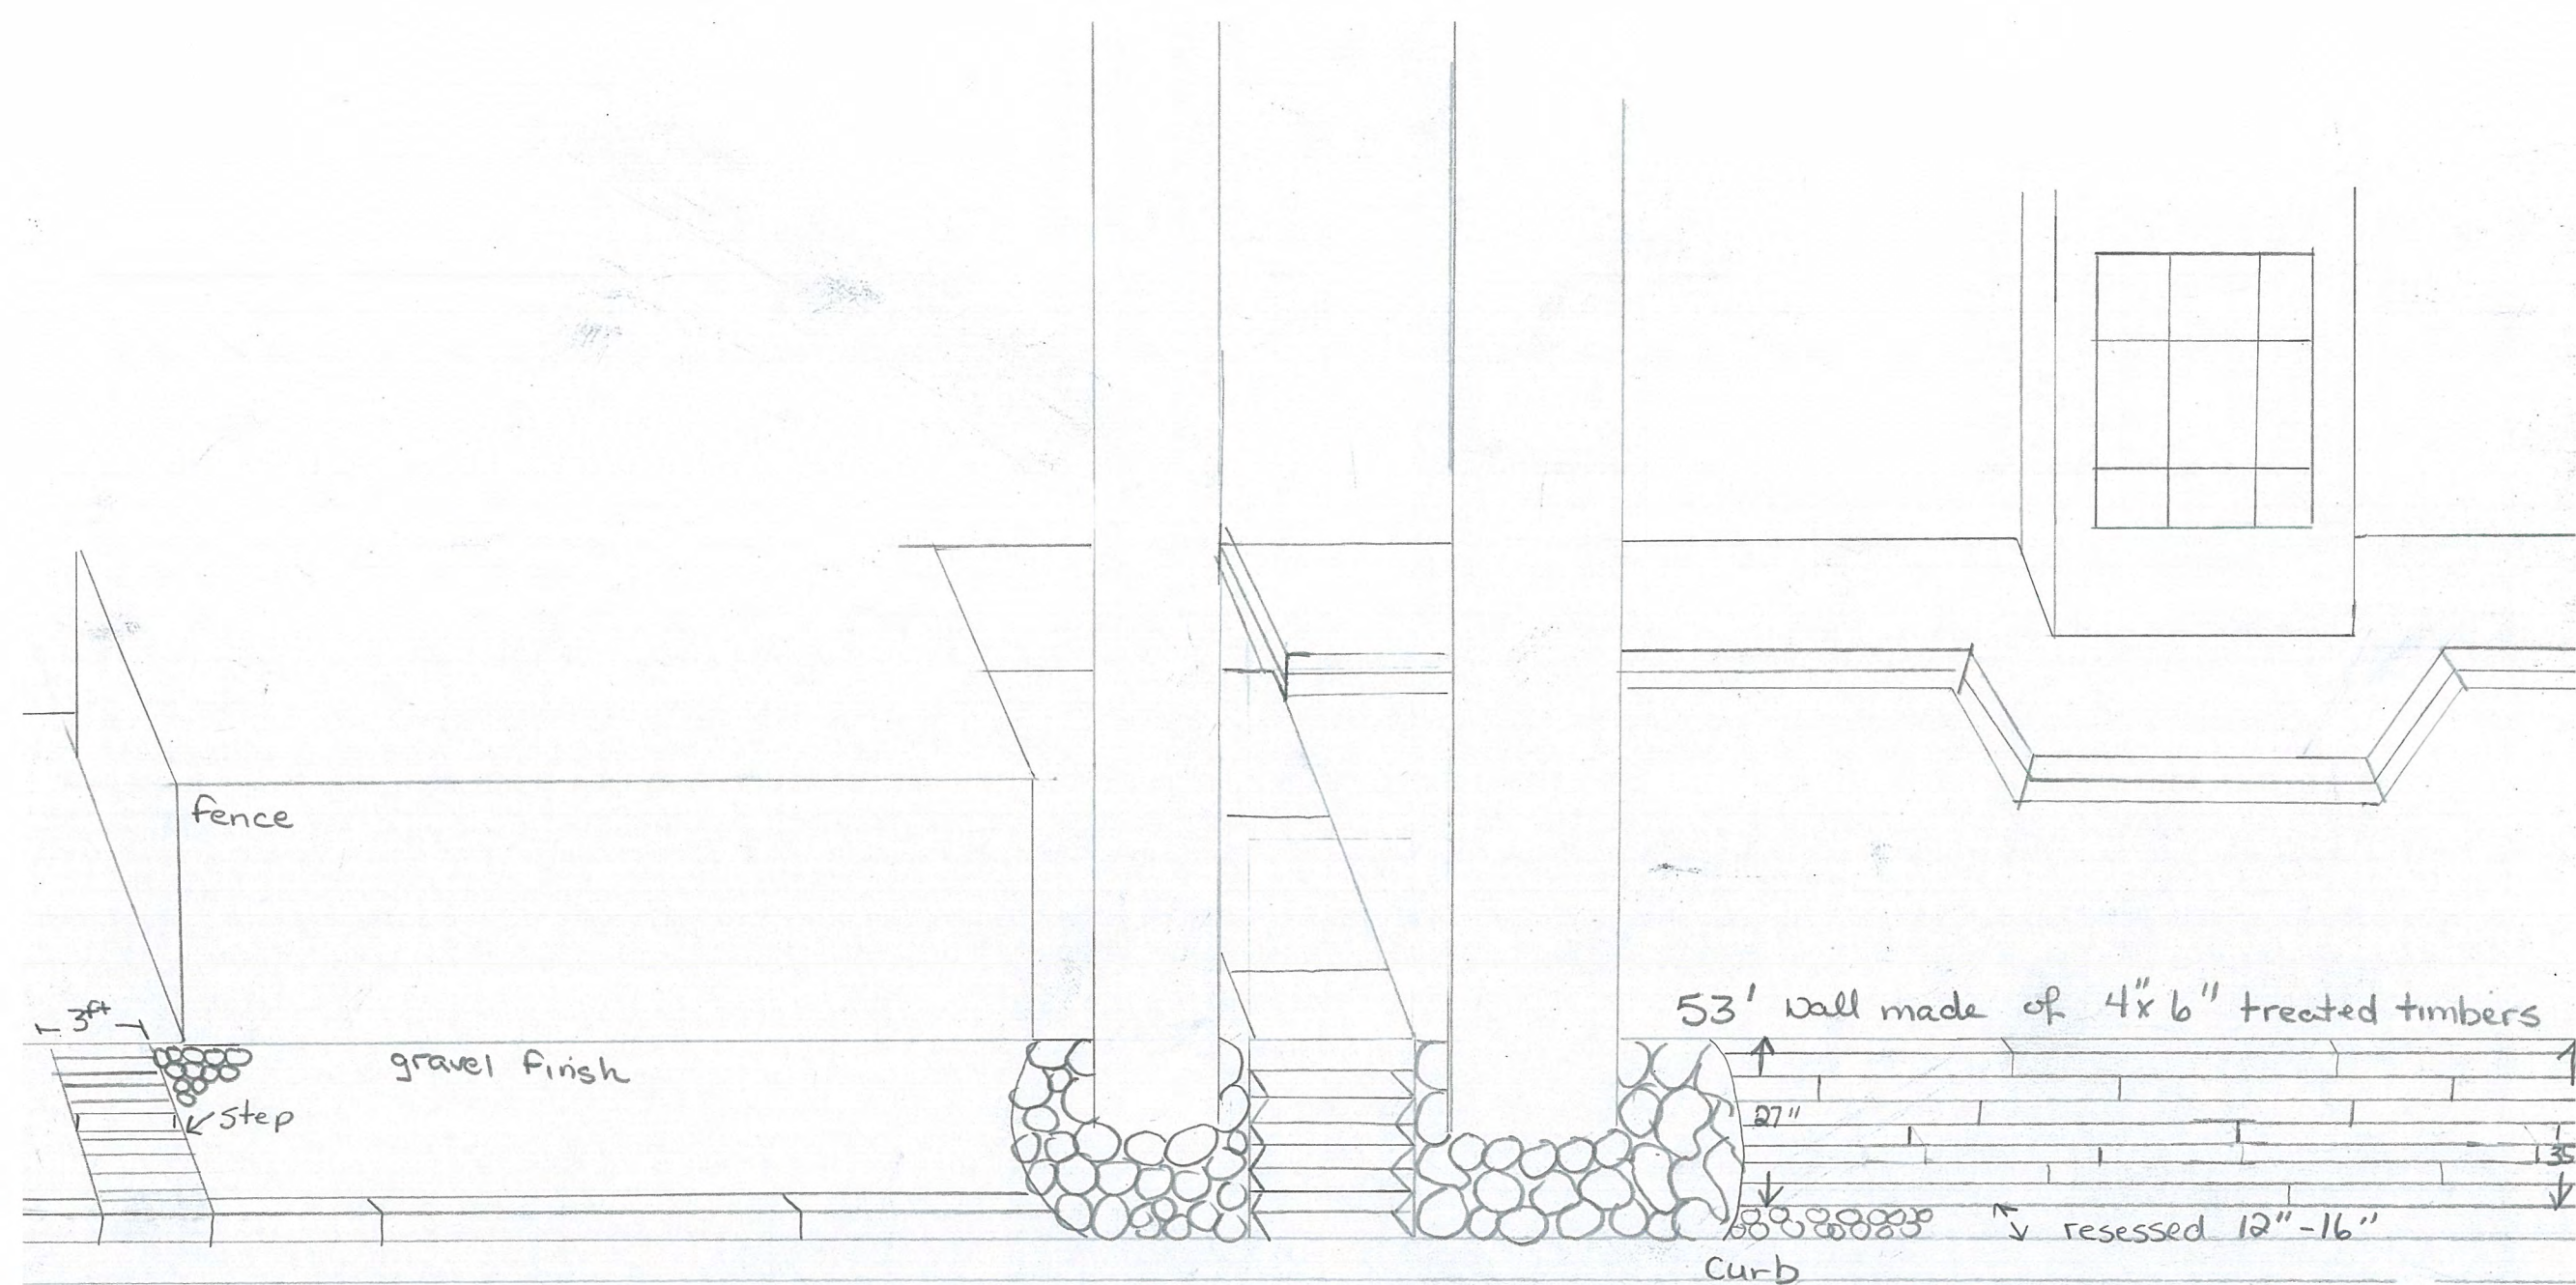 53' wall made of 4"x 6" treated timbers
fence
3ft
gravel finish
step
27"
35
resessed 12"-16"
curb